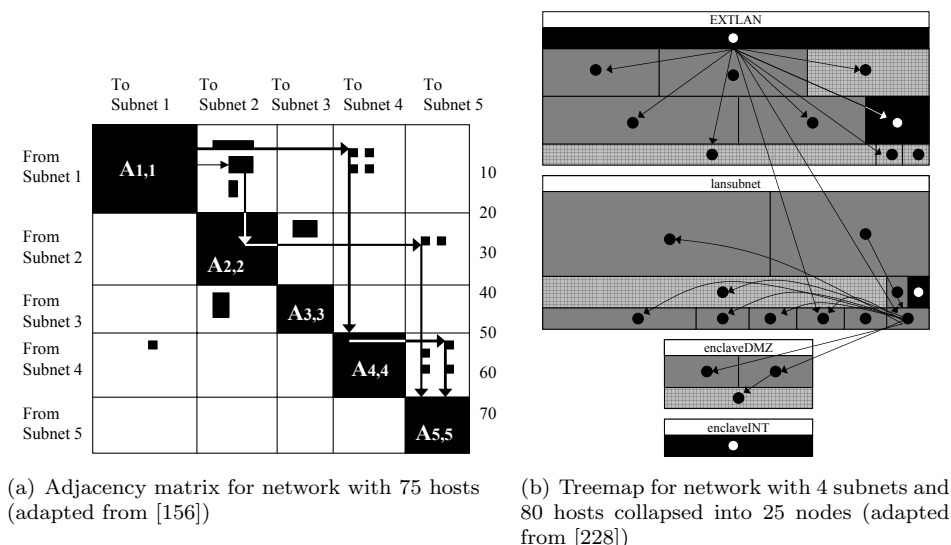 To Subnet 1
To Subnet 2
To Subnet 3
To Subnet 4
To Subnet 5
From Subnet 1
From Subnet 2
From Subnet 3
From Subnet 4
From Subnet 5
A1,1
A2,2
A3,3
A4,4
A5,5
10
20
30
40
50
60
70
(a) Adjacency matrix for network with 75 hosts
(adapted from [156])
EXTLAN
lansubnet
enclaveDMZ
enclaveINT
(b) Treemap for network with 4 subnets and
80 hosts collapsed into 25 nodes (adapted
from [228])